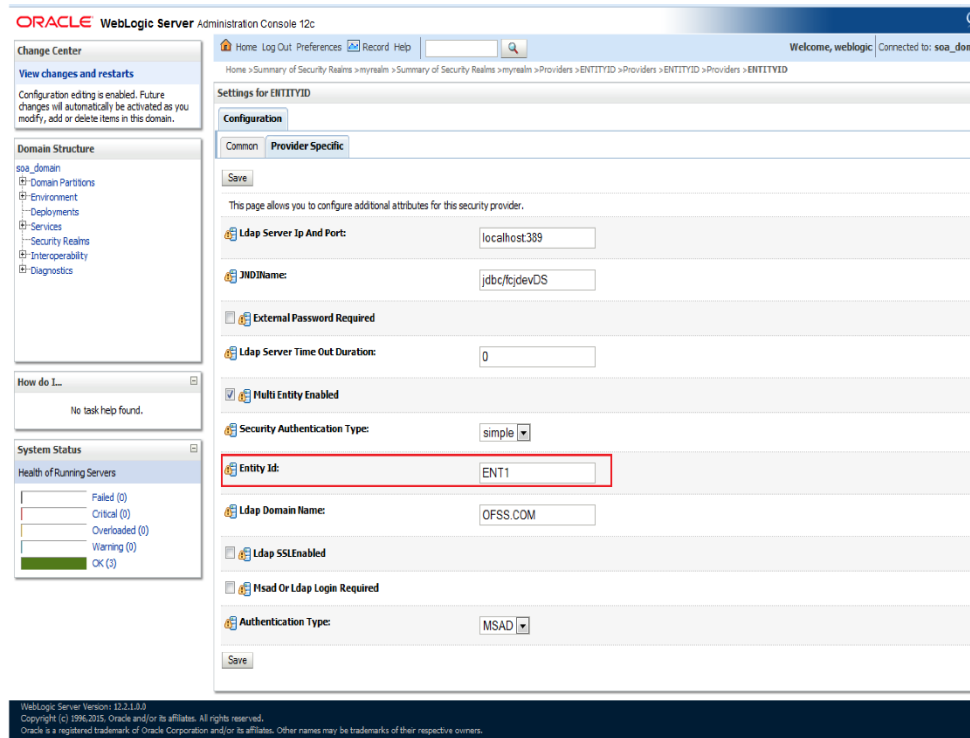 ORACLE WebLogic Server Administration Console 12c
Change Center
View changes and restarts
Configuration editing is enabled. Future
changes will automatically be activated as you
modify, add or delete items in this domain.
Domain Structure
soa_domain
Domain Partitions
Environment
Deployments
Services
Security Realms
Interoperability
Diagnostics
How do I...
No task help found.
System Status
Health of Running Servers
Failed (0)
Critical (0)
Overloaded (0)
Warning (0)
OK (3)
Home Log Out Preferences Record Help
Welcome, weblogic Connected to: soa_don
Home >Summary of Security Realms >myrealm >Summary of Security Realms >myrealm >Providers >ENTITYID >Providers >ENTITYID >Providers >ENTITYID
Settings for ENTITYID
Configuration
Common Provider Specific
Save
This page allows you to configure additional attributes for this security provider.
Ldap Server Ip And Port: localhost:389
JNDIName: jdbc/fcjdevDS
External Password Required
Ldap Server Time Out Duration: 0
Multi Entity Enabled
Security Authentication Type: simple
Entity Id: ENT1
Ldap Domain Name: OFSS.COM
Ldap SSLEnabled
Msad Or Ldap Login Required
Authentication Type: MSAD
Save
WebLogic Server Version: 12.2.1.0.0
Copyright (c) 1996,2015, Oracle and/or its affiliates. All rights reserved.
Oracle is a registered trademark of Oracle Corporation and/or its affiliates. Other names may be trademarks of their respective owners.